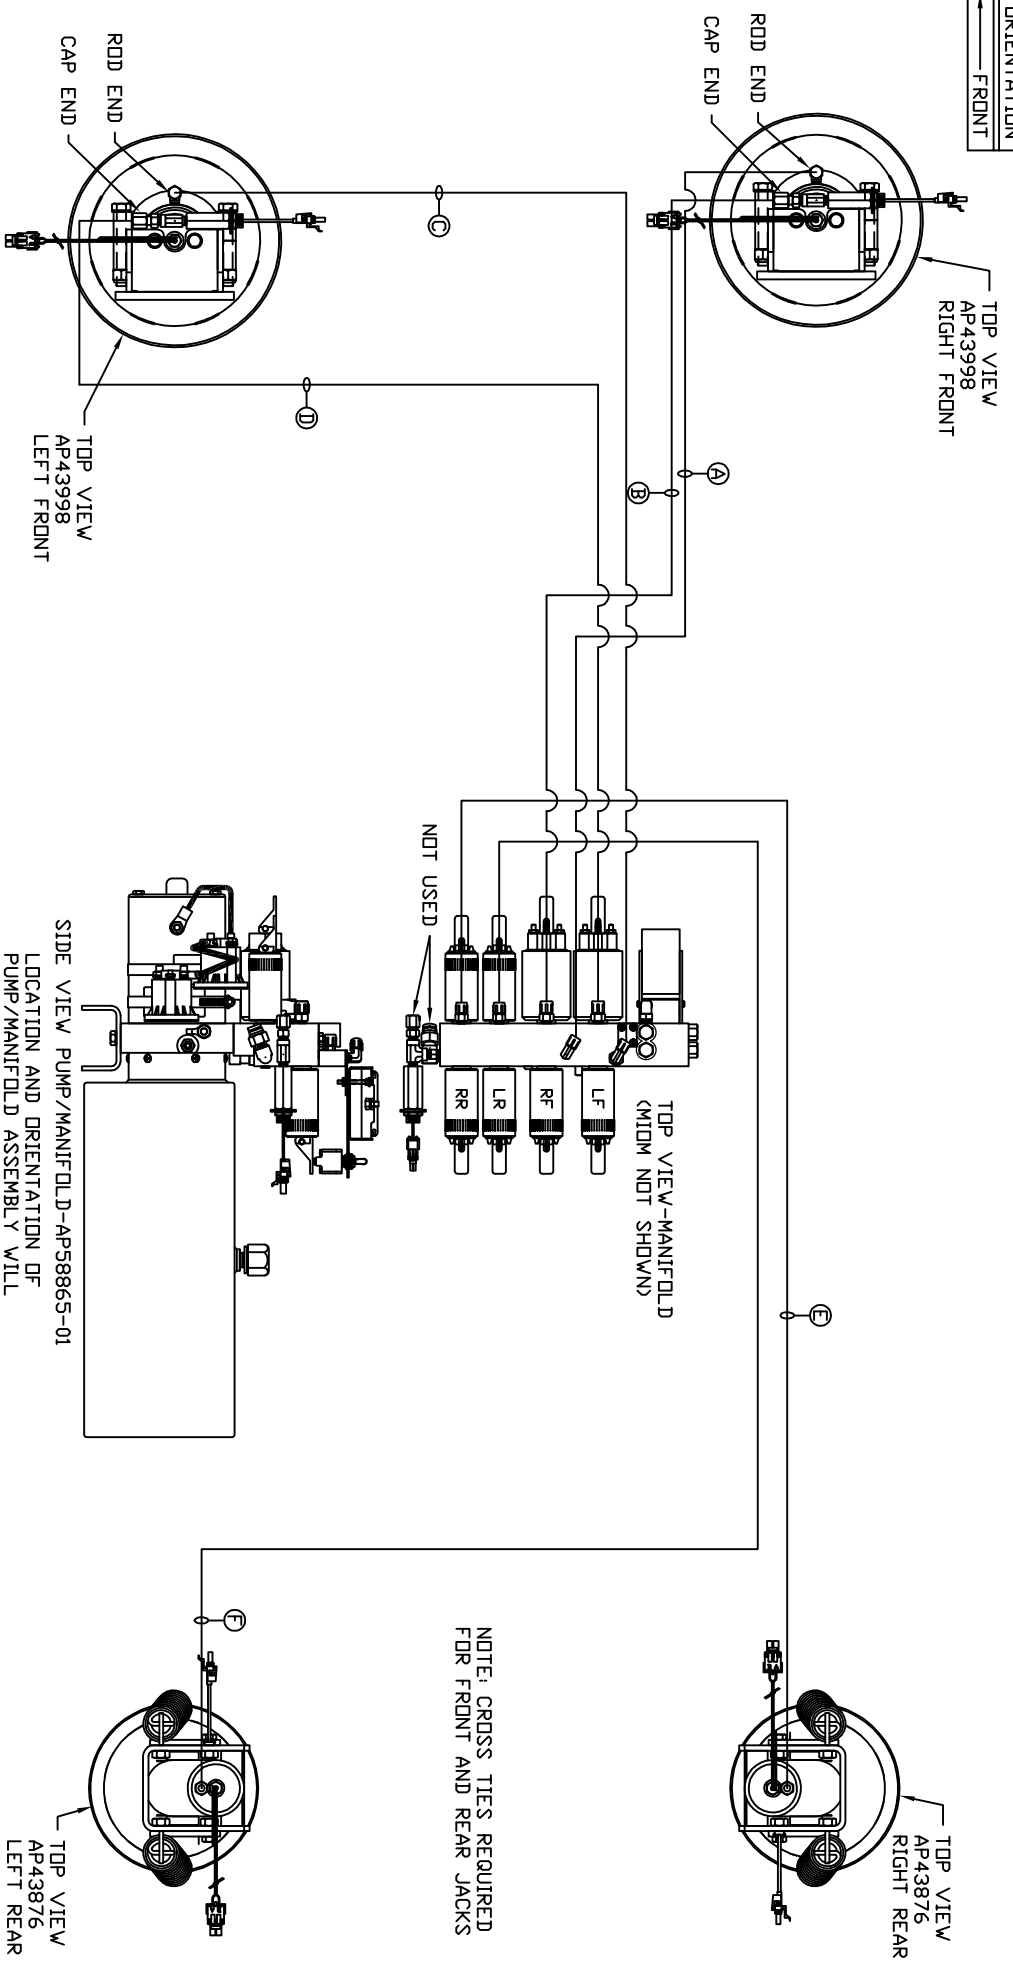 ORIENTATION
FRONT
ROD END
CAP END
TOP VIEW
AP43998
RIGHT FRONT
A
B
E
TOP VIEW
AP43876
RIGHT REAR
TOP VIEW-MANIFOLD
(MIOM NOT SHOWN)
LF
RF
LR
RR
NOT USED
NOTE: CROSS TIES REQUIRED
FOR FRONT AND REAR JACKS
ROD END
CAP END
C
D
TOP VIEW
AP43998
LEFT FRONT
F
TOP VIEW
AP43876
LEFT REAR
SIDE VIEW PUMP/MANIFOLD-AP58865-01
LOCATION AND ORIENTATION OF
PUMP/MANIFOLD ASSEMBLY WILL